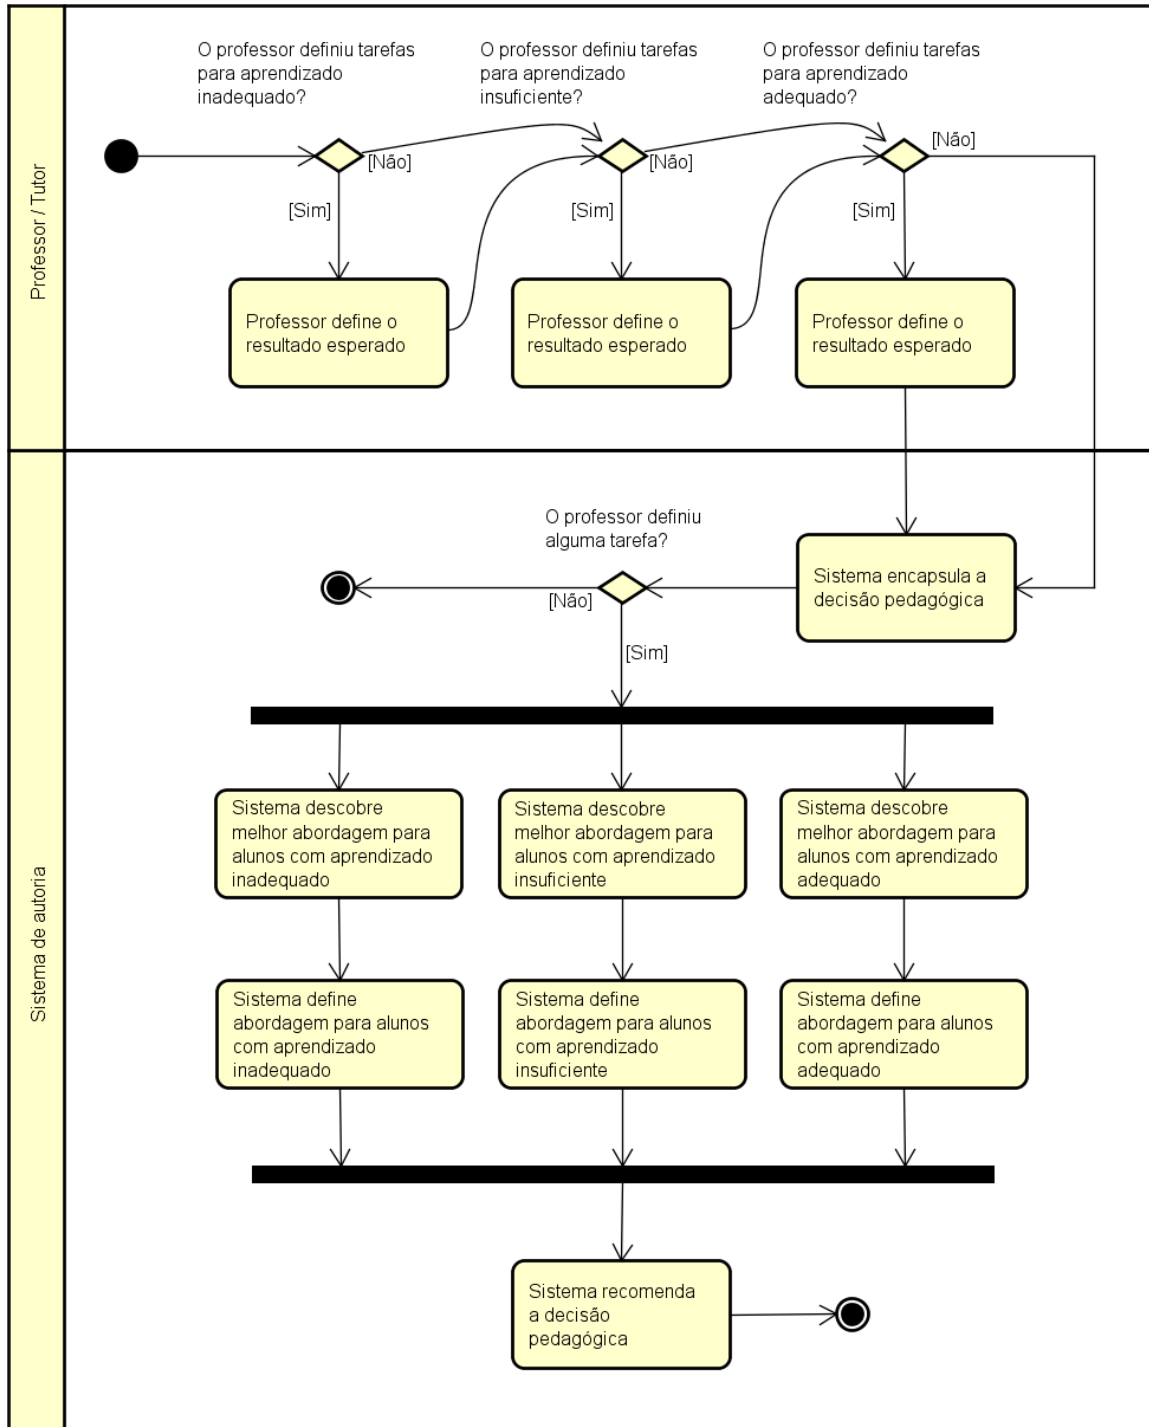 Professor / Tutor
O professor definiu tarefas
para aprendizado
inadequado?
O professor definiu tarefas
para aprendizado
insuficiente?
O professor definiu tarefas
para aprendizado
adequado?
[Não]
[Não]
[Não]
[Sim]
[Sim]
[Sim]
Professor define o
resultado esperado
Professor define o
resultado esperado
Professor define o
resultado esperado
Sistema de autoria
O professor definiu
alguma tarefa?
Sistema encapsula a
decisão pedagógica
[Não]
[Sim]
Sistema descobre
melhor abordagem para
alunos com aprendizado
inadequado
Sistema descobre
melhor abordagem para
alunos com aprendizado
insuficiente
Sistema descobre
melhor abordagem para
alunos com aprendizado
adequado
Sistema define
abordagem para alunos
com aprendizado
inadequado
Sistema define
abordagem para alunos
com aprendizado
insuficiente
Sistema define
abordagem para alunos
com aprendizado
adequado
Sistema recomenda
a decisão
pedagógica